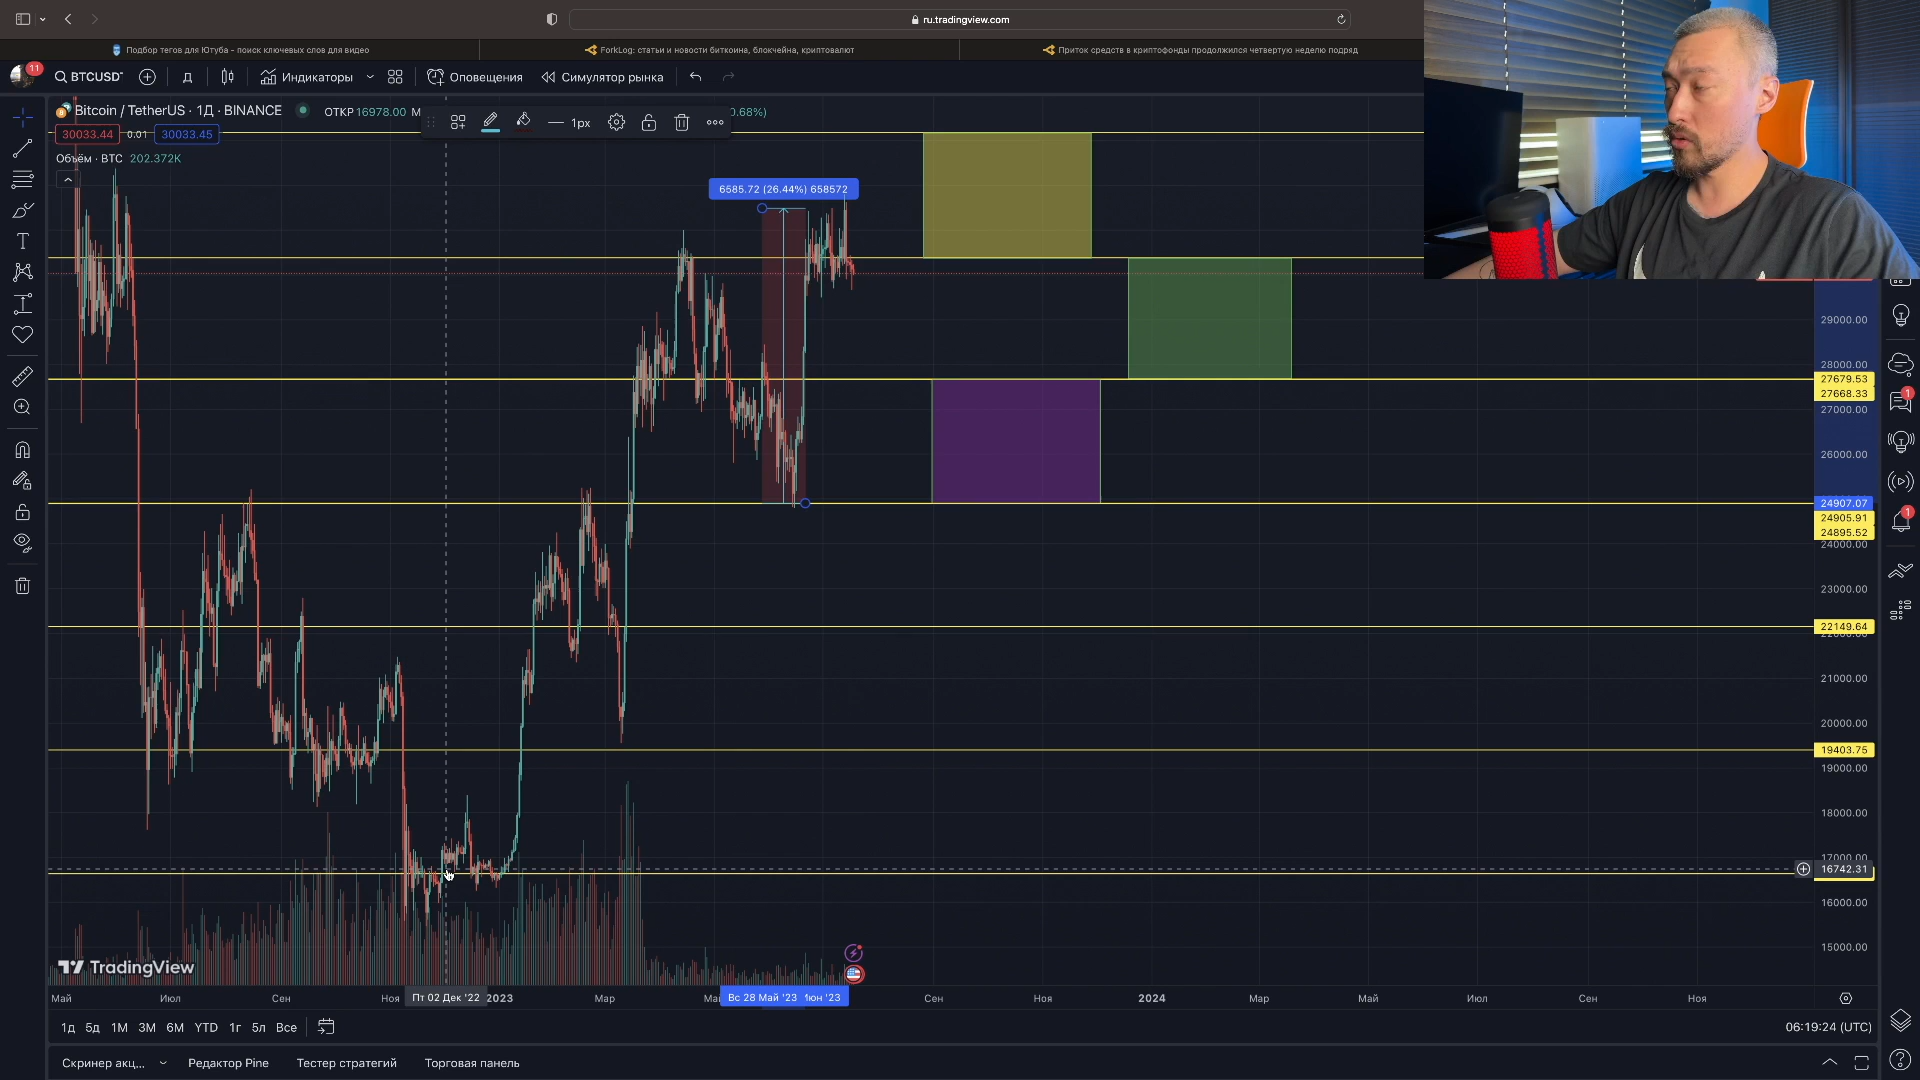 ru.tradingview.com
Подбор тегов для Ютуба - поиск ключевых слов для видео
ForkLog: статьи и новости биткоина, блокчейна, криптовалют
Приток средств в криптофонды продолжился четвертую неделю подряд
11
BTCUSD
Д
Индикаторы
Оповещения
Симулятор рынка
Bitcoin / TetherUS · 1Д · BINANCE
ОТКР 16978.00
0.68%)
1px
30033.44
0.01
30033.45
Объём · BTC 202.372K
6585.72 (26.44%) 658572
29000.00
28000.00
27679.53
27668.33
27000.00
26000.00
24907.07
24905.91
24895.52
24000.00
23000.00
22149.64
22000.00
21000.00
20000.00
19403.75
19000.00
18000.00
17000.00
16742.31
16000.00
15000.00
1
1
TradingView
Май
Июл
Сен
Ноя
Пт 02 Дек '22
2023
Мар
Вс 28 Май '23
Сен
Ноя
2024
Мар
Май
Июл
Сен
Ноя
1д
5д
1М
3М
6М
YTD
1г
5л
Все
06:19:24 (UTC)
Скринер акц...
Редактор Pine
Тестер стратегий
Торговая панель